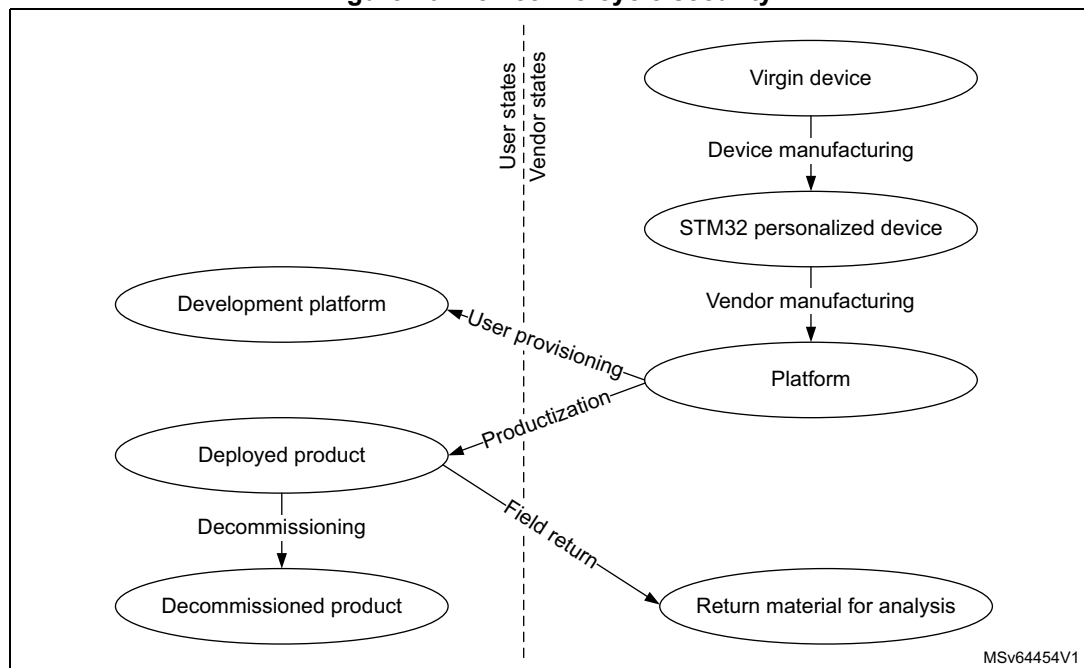 User states
Vendor states
Virgin device
Device manufacturing
STM32 personalized device
Vendor manufacturing
Development platform
User provisioning
Platform
Productization
Deployed product
Decommissioning
Field return
Decommissioned product
Return material for analysis
MSv64454V1